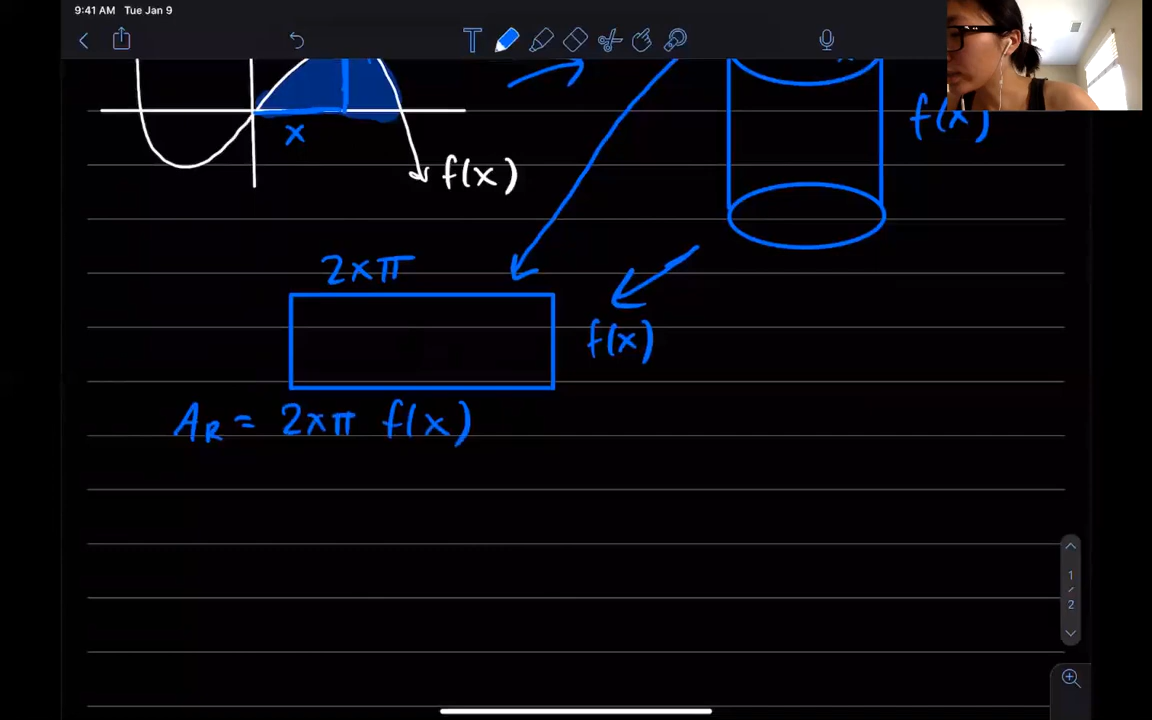 9:41 AM Tue Jan 9
T
x
f(x)
f(x)
2xπ
f(x)
A_R = 2xπ f(x)
1
/
2